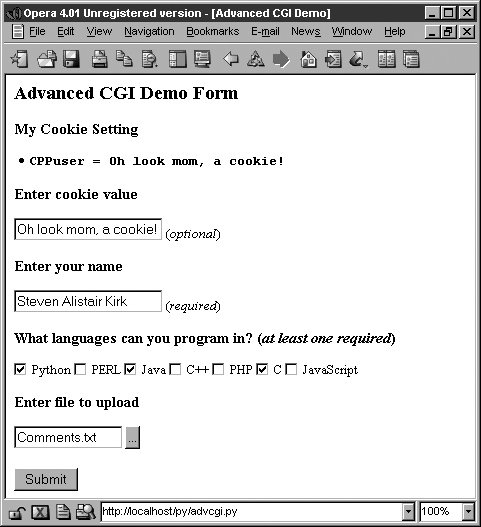 Opera 4.01 Unregistered version - [Advanced CGI Demo]
File Edit View Navigation Bookmarks E-mail News Window Help
Advanced CGI Demo Form
My Cookie Setting
• CPPuser = Oh look mom, a cookie!
Enter cookie value
Oh look mom, a cookie! (optional)
Enter your name
Steven Alistair Kirk (required)
What languages can you program in? (at least one required)
Python PERL Java C++ PHP C JavaScript
Enter file to upload
Comments.txt ...
Submit
http://localhost/py/advcgi.py 100%